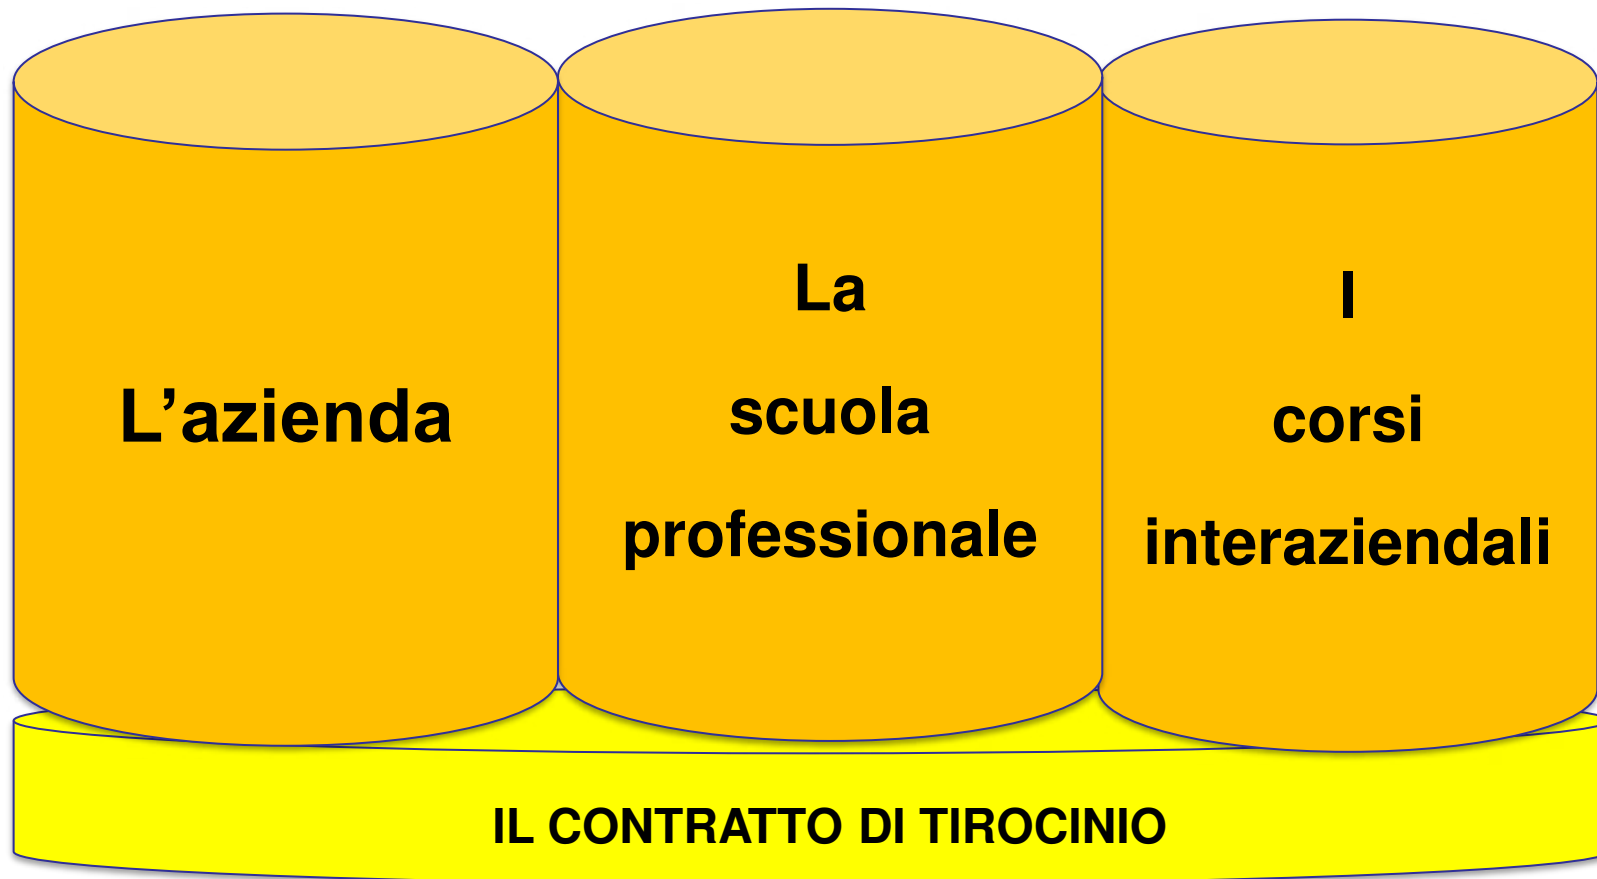 L’azienda
La
scuola
professionale
I
corsi
interaziendali
IL CONTRATTO DI TIROCINIO